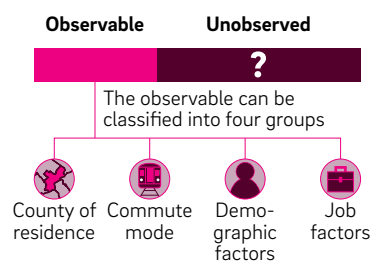 Observable Unobserved
?
The observable can be
classified into four groups
County of Commute Demo- Job
residence mode graphic factors
factors